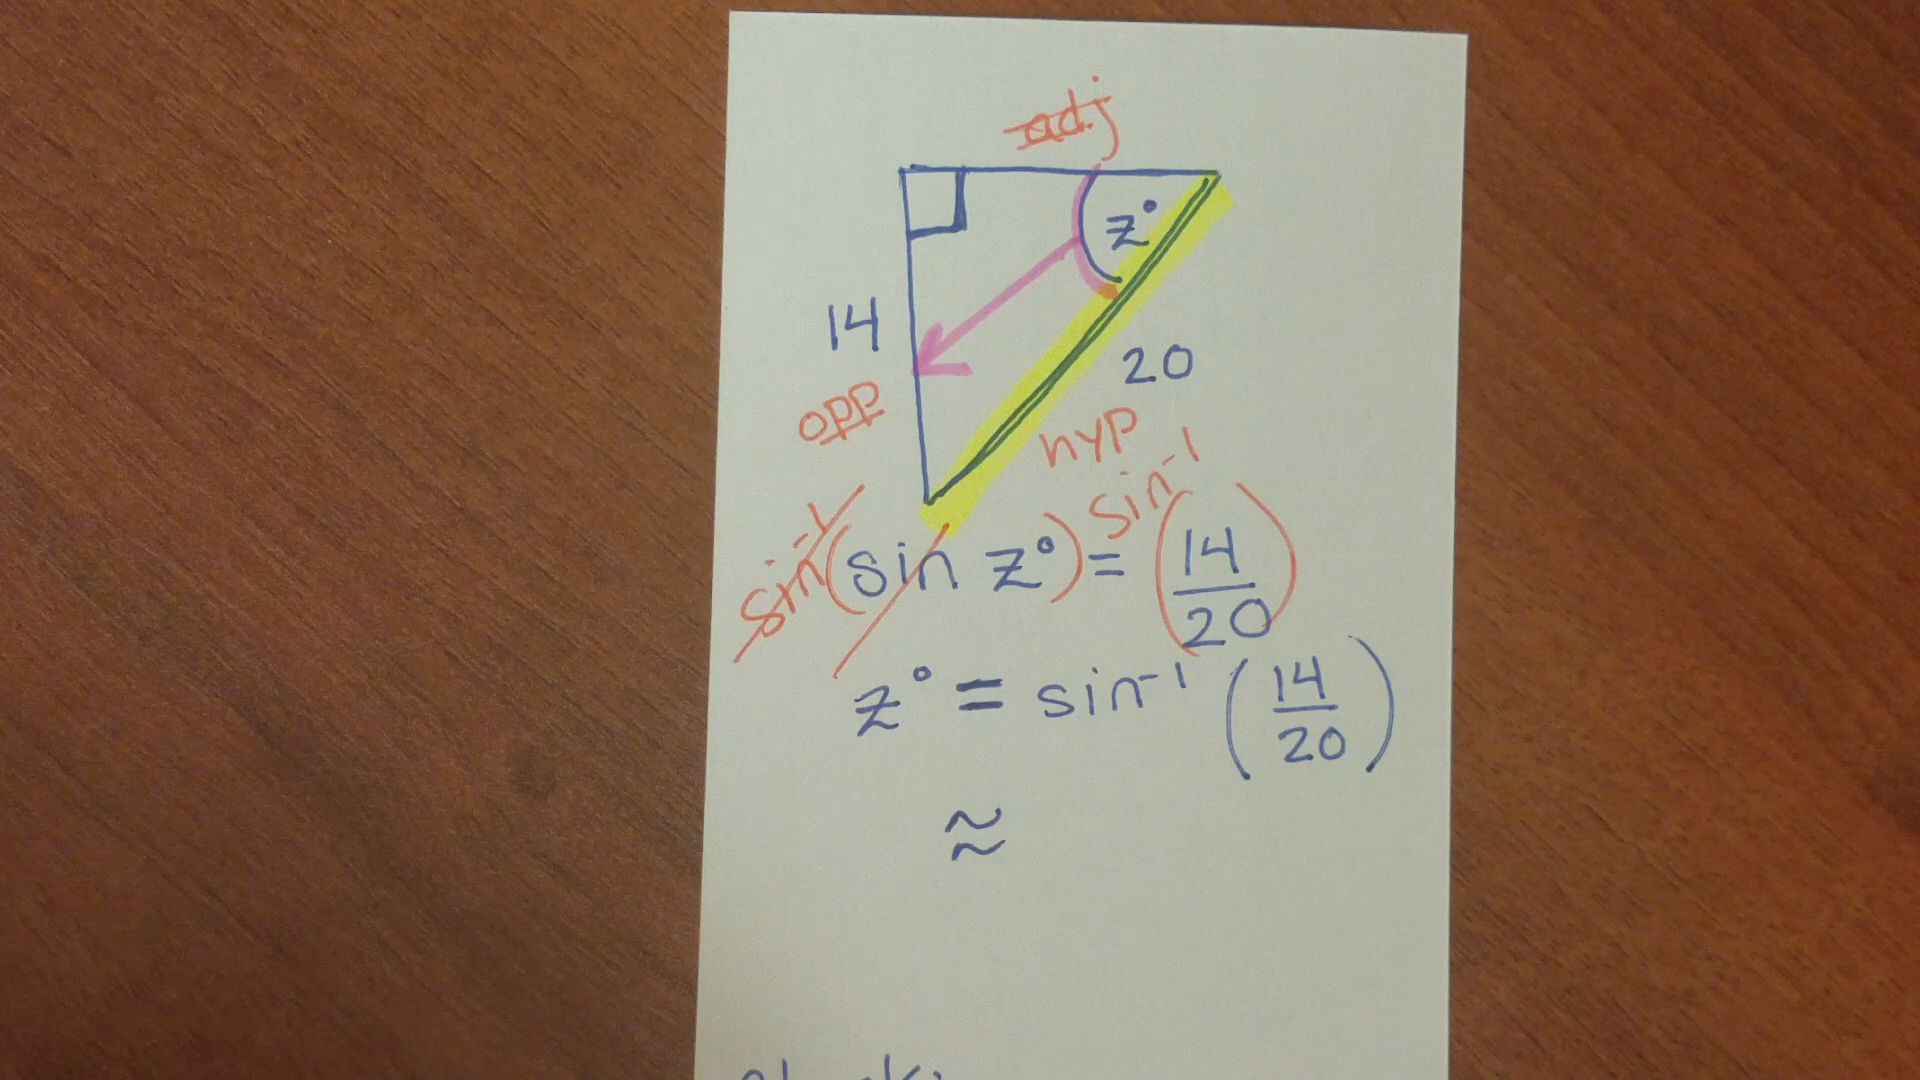 adj
z°
14
20
opp
hyp
sin⁻¹(sin z°) = sin⁻¹(14/20)
z° = sin⁻¹(14/20)
≈